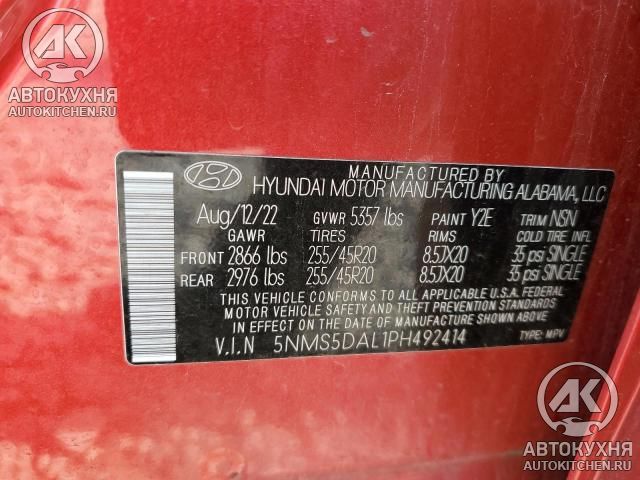 AK
АВТОКУХНЯ
AUTOKITCHEN.RU
MANUFACTURED BY
HYUNDAI MOTOR MANUFACTURING ALABAMA, LLC
Aug/12/22 GVWR 5357 lbs PAINT Y2E TRIM NSN
GAWR TIRES RIMS COLD TIRE INFL
FRONT 2866 lbs 255/45R20 8.5JX20 35 psi SINGLE
REAR 2976 lbs 255/45R20 8.5JX20 35 psi SINGLE
THIS VEHICLE CONFORMS TO ALL APPLICABLE U.S.A. FEDERAL
MOTOR VEHICLE SAFETY AND THEFT PREVENTION STANDARDS
IN EFFECT ON THE DATE OF MANUFACTURE SHOWN ABOVE
V.I.N 5NMS5DAL1PH492414 TYPE: MPV
AK
АВТОКУХНЯ
AUTOKITCHEN.RU